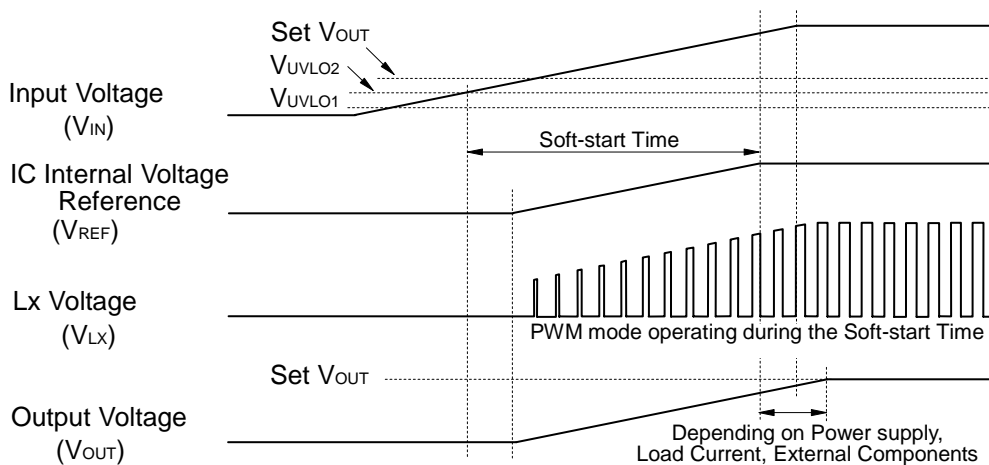 Set VOUT
VUVLO2
VUVLO1
Input Voltage
(VIN)
Soft-start Time
IC Internal Voltage
Reference
(VREF)
Lx Voltage
(VLX)
PWM mode operating during the Soft-start Time
Set VOUT
Output Voltage
(VOUT)
Depending on Power supply,
Load Current, External Components